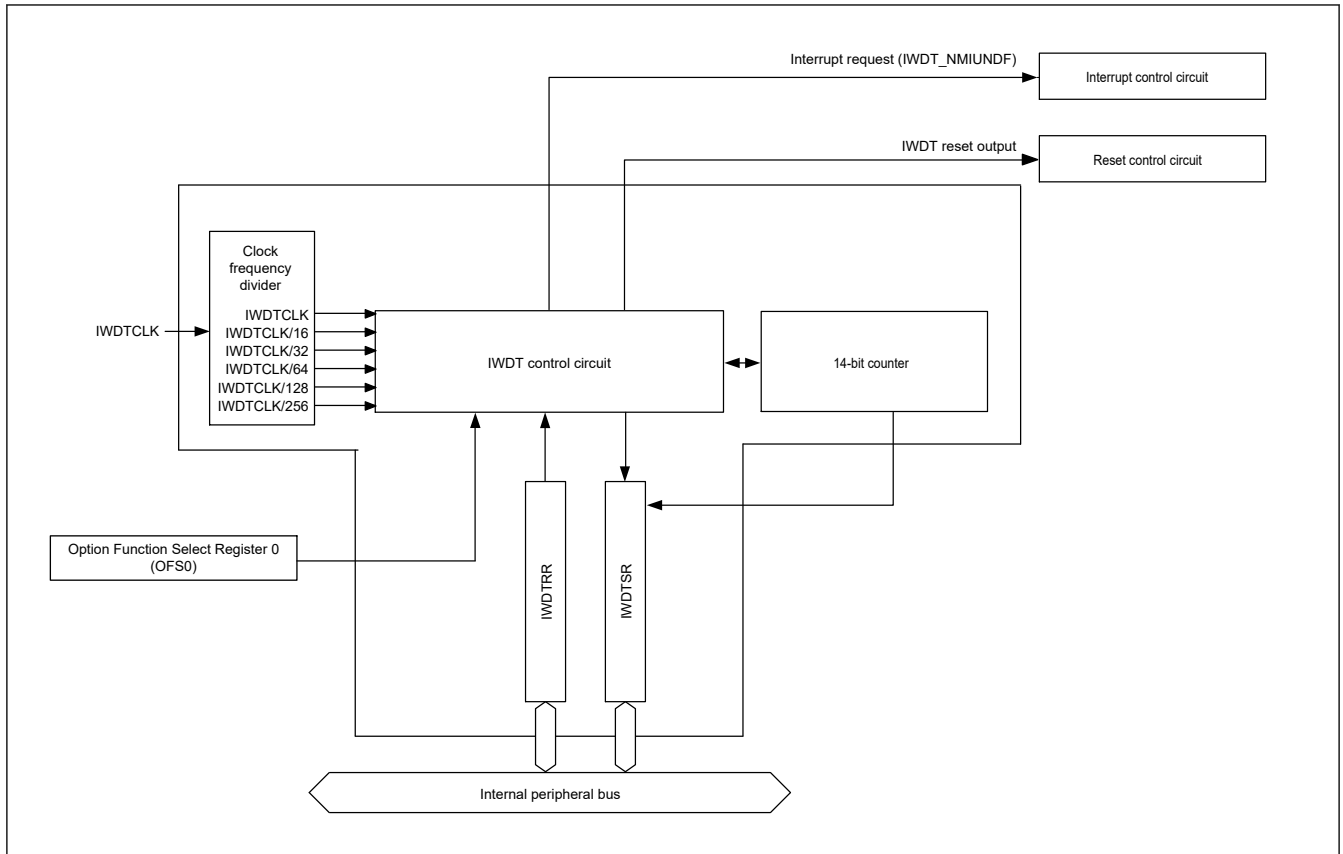 Interrupt request (IWDT_NMIUNDF)
Interrupt control circuit
IWDT reset output
Reset control circuit
Clock
frequency
divider
IWDTCLK
IWDTCLK
IWDTCLK/16
IWDTCLK/32
IWDTCLK/64
IWDTCLK/128
IWDTCLK/256
IWDT control circuit
14-bit counter
Option Function Select Register 0
(OFS0)
IWDTRR
IWDTSR
Internal peripheral bus